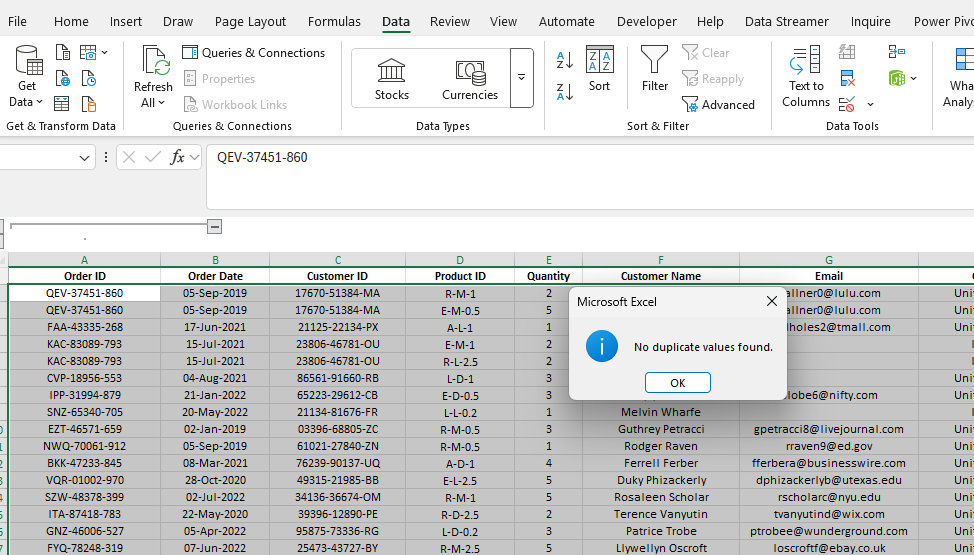 File Home Insert Draw Page Layout Formulas Data Review View Automate Developer Help Data Streamer Inquire Power Pivo
Get Data
Refresh All
Queries & Connections
Properties
Workbook Links
Stocks
Currencies
Sort
Filter
Clear
Reapply
Advanced
Text to Columns
Wha
Analys
Get & Transform Data Queries & Connections Data Types Sort & Filter Data Tools
fx QEV-37451-860
A B C D E F G
Order ID Order Date Customer ID Product ID Quantity Customer Name Email
QEV-37451-860 05-Sep-2019 17670-51384-MA R-M-1 2 allner0@lulu.com Unit
QEV-37451-860 05-Sep-2019 17670-51384-MA E-M-0.5 5 allner0@lulu.com Unit
FAA-43335-268 17-Jun-2021 21125-22134-PX A-L-1 1 lholes2@tmall.com Unit
KAC-83089-793 15-Jul-2021 23806-46781-OU E-M-1 2
KAC-83089-793 15-Jul-2021 23806-46781-OU R-L-2.5 2
CVP-18956-553 04-Aug-2021 86561-91660-RB L-D-1 3 Unit
IPP-31994-879 21-Jan-2022 65223-29612-CB E-D-0.5 3 lobe6@nifty.com Unit
SNZ-65340-705 20-May-2022 21134-81676-FR L-L-0.2 1 Melvin Wharfe
EZT-46571-659 02-Jan-2019 03396-68805-ZC R-M-0.5 3 Guthrey Petracci gpetracci8@livejournal.com Unit
NWQ-70061-912 05-Sep-2019 61021-27840-ZN R-M-0.5 1 Rodger Raven rraven9@ed.gov Unit
BKK-47233-845 08-Mar-2021 76239-90137-UQ A-D-1 4 Ferrell Ferber fferbera@businesswire.com Unit
VQR-01002-970 28-Oct-2020 49315-21985-BB E-L-2.5 5 Duky Phizackerly dphizackerlyb@utexas.edu Unit
SZW-48378-399 02-Jul-2022 34136-36674-OM R-M-1 5 Rosaleen Scholar rscholarc@nyu.edu Unit
ITA-87418-783 22-May-2020 39396-12890-PE R-D-2.5 2 Terence Vanyutin tvanyutind@wix.com Unit
GNZ-46006-527 05-Apr-2022 95875-73336-RG L-D-0.2 3 Patrice Trobe ptrobee@wunderground.com Unit
FYQ-78248-319 07-Jun-2022 25473-43727-BY R-M-2.5 5 Llywellyn Oscroft loscroftf@ebay.co.uk Unit
Microsoft Excel
No duplicate values found.
OK